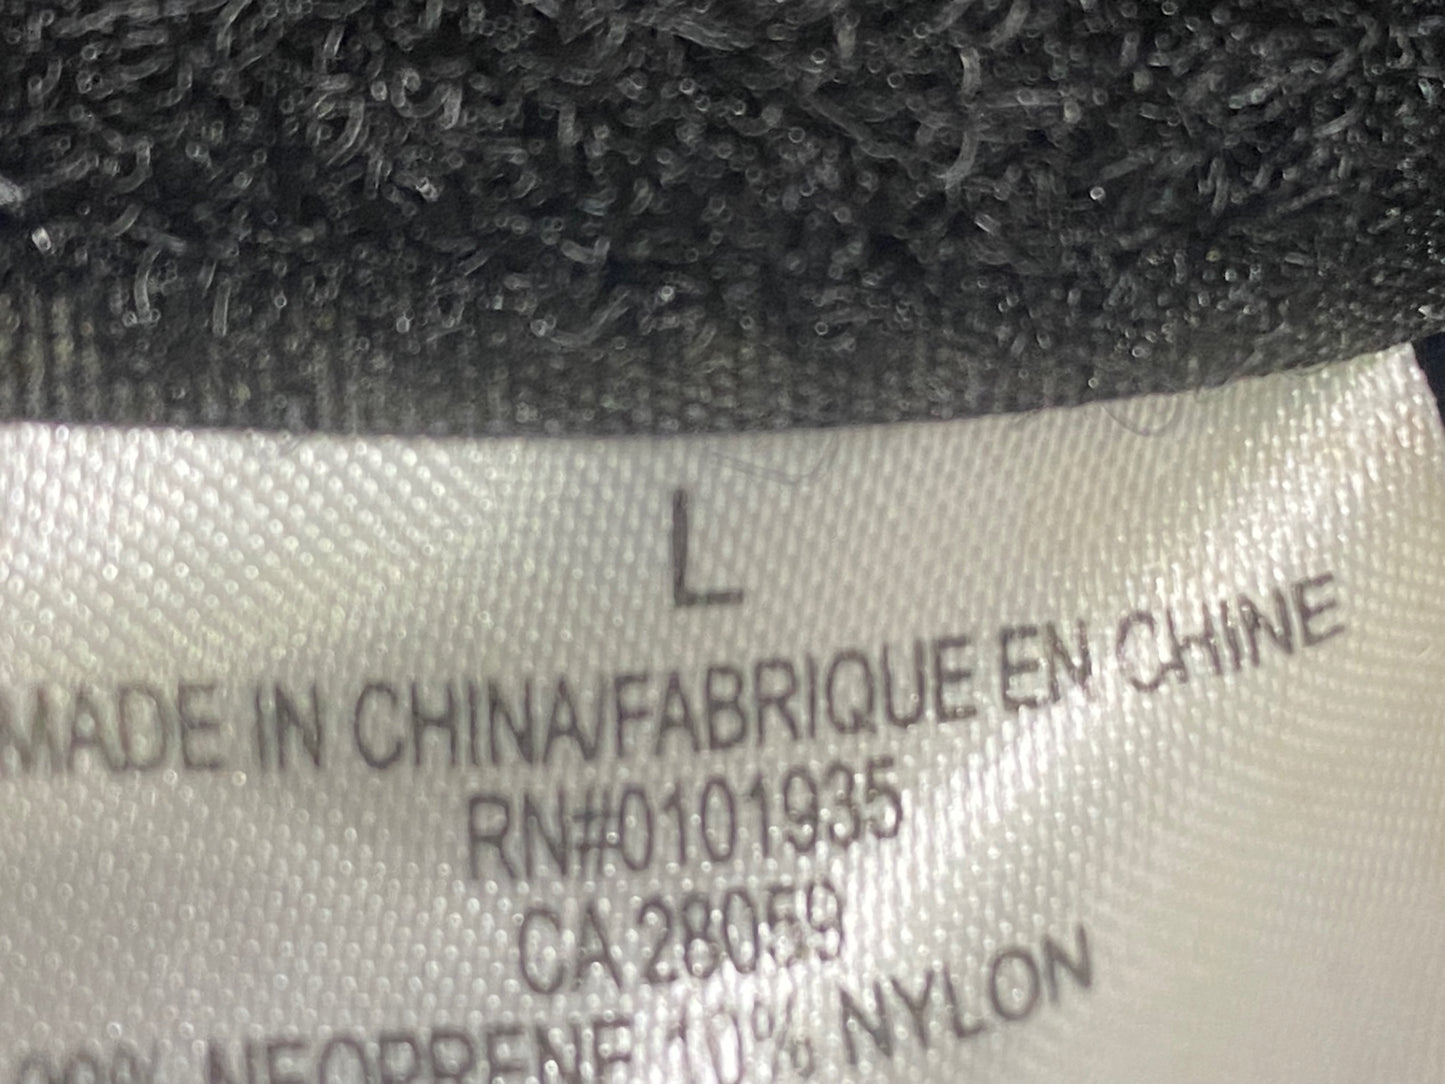 L
MADE IN CHINA/FABRIQUE EN CHINE
RN#0101935
CA 28059
NEOPRENE 10% NYLON